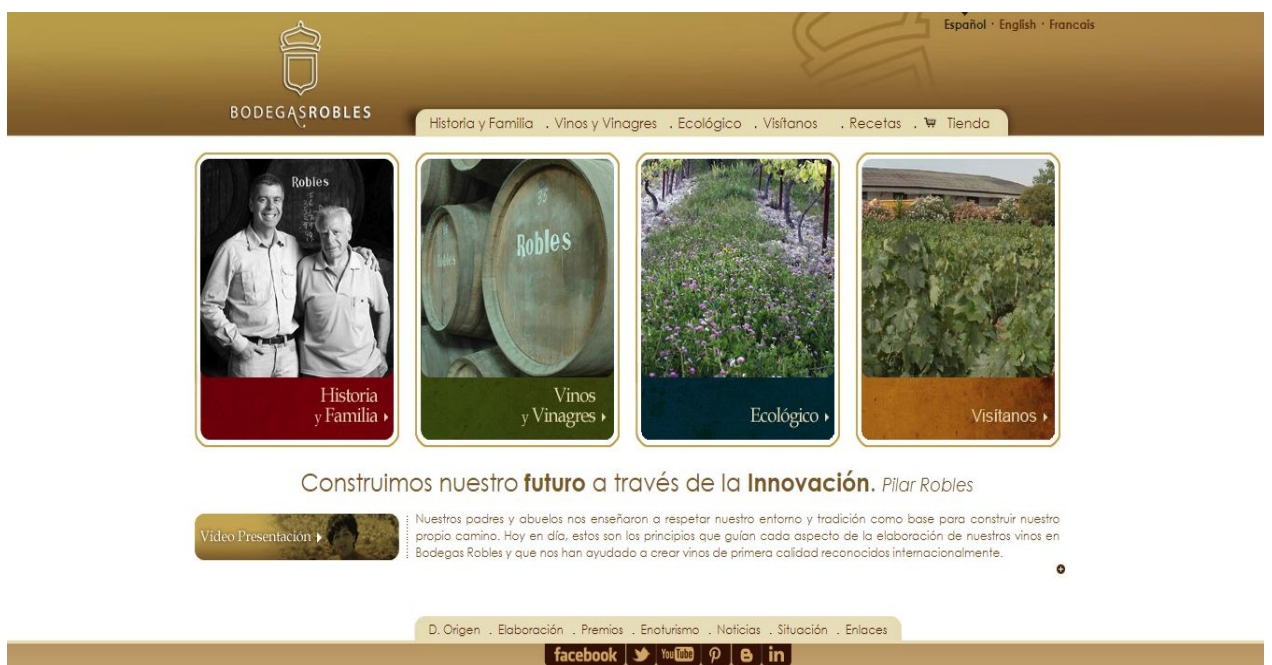 Español · English · Francais
BODEGASROBLES
Historia y Familia . Vinos y Vinagres . Ecológico . Visítanos . Recetas . Tienda
Robles
Robles
Robles
Historia
y Familia
Vinos
y Vinagres
Ecológico
Visítanos
Construimos nuestro futuro a través de la Innovación. Pilar Robles
Video Presentación
Nuestros padres y abuelos nos enseñaron a respetar nuestro entorno y tradición como base para construir nuestro
propio camino. Hoy en día, estos son los principios que guían cada aspecto de la elaboración de nuestros vinos en
Bodegas Robles y que nos han ayudado a crear vinos de primera calidad reconocidos internacionalmente.
D. Origen . Elaboración . Premios . Enoturismo . Noticias . Situación . Enlaces
facebook
YouTube
in